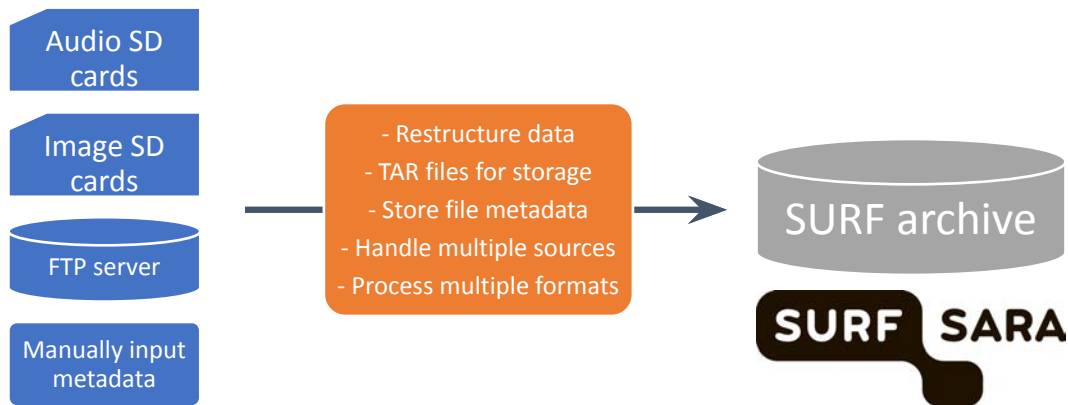 Audio SD
cards
Image SD
cards
FTP server
Manually input
metadata
- Restructure data
- TAR files for storage
- Store file metadata
- Handle multiple sources
- Process multiple formats
SURF archive
SURF SARA